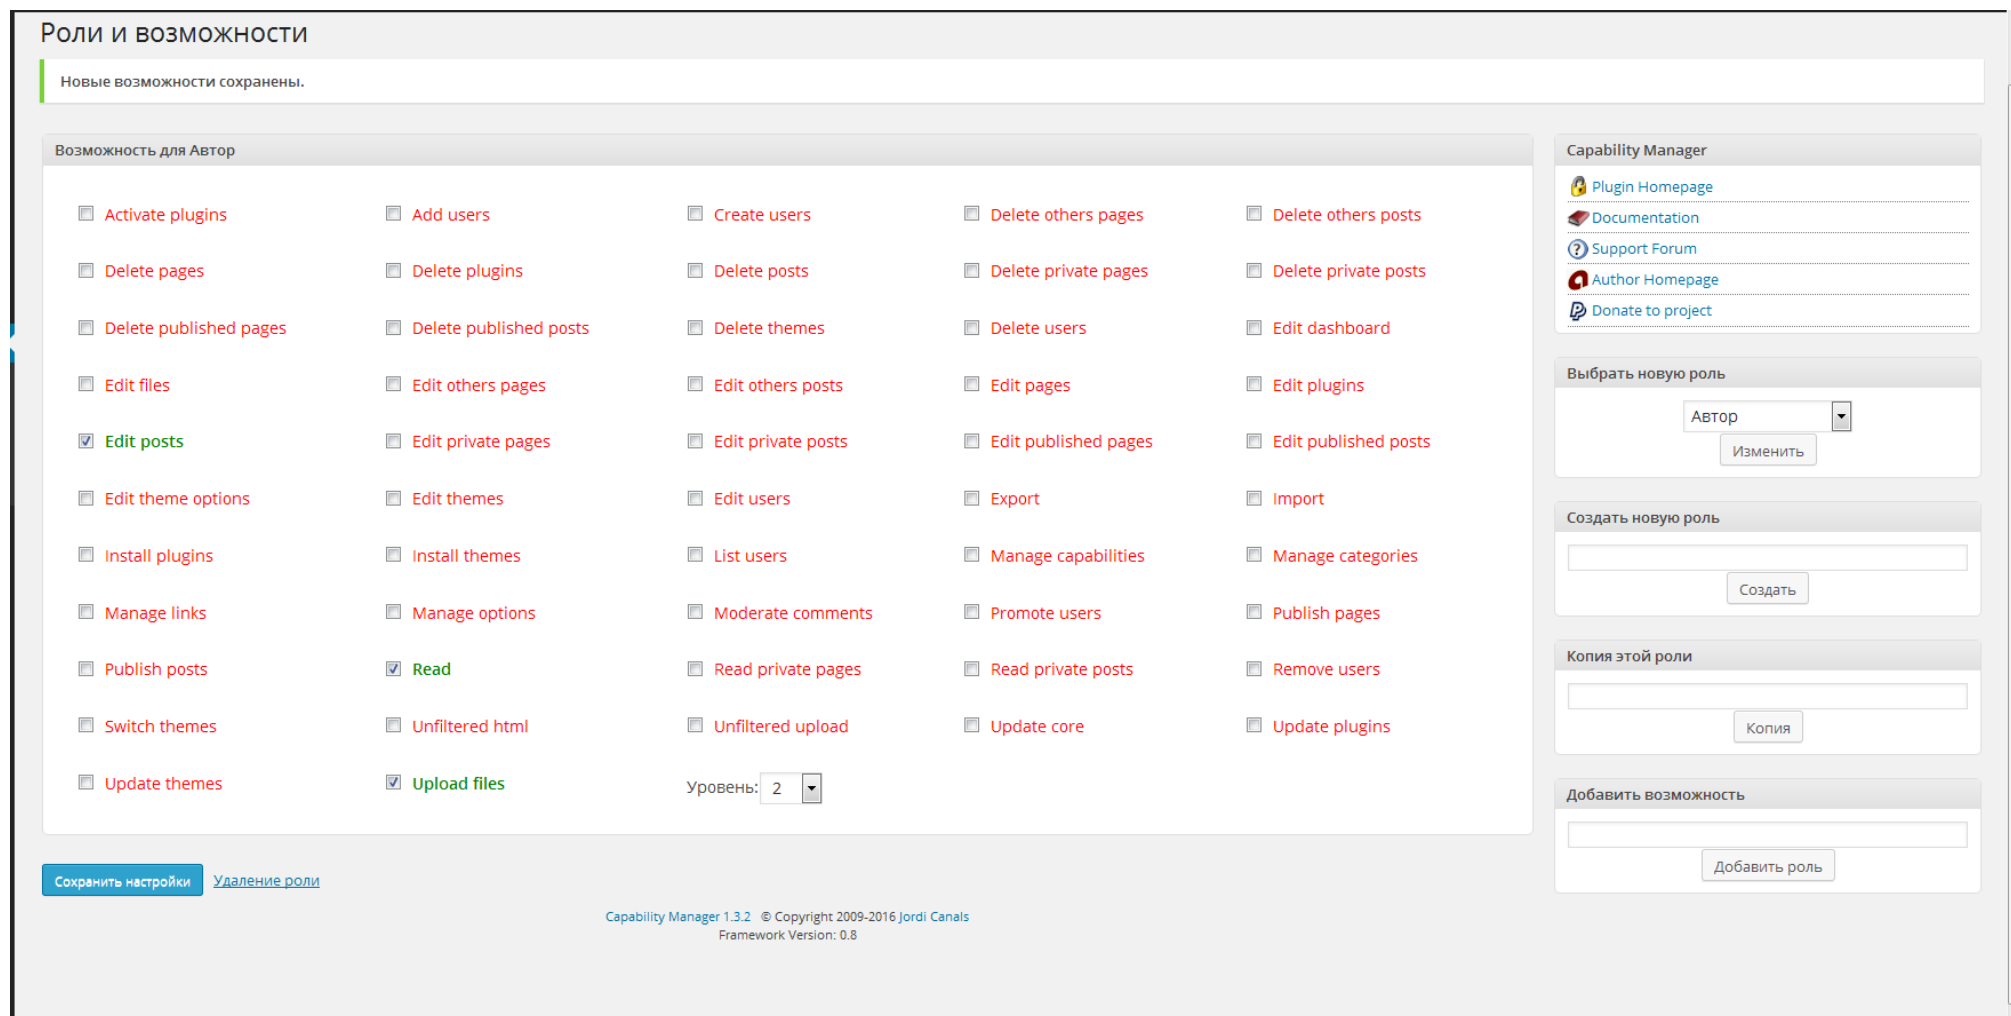 Роли и возможности
Новые возможности сохранены.
Возможность для Автор
Activate plugins Add users Create users Delete others pages Delete others posts
Delete pages Delete plugins Delete posts Delete private pages Delete private posts
Delete published pages Delete published posts Delete themes Delete users Edit dashboard
Edit files Edit others pages Edit others posts Edit pages Edit plugins
Edit posts Edit private pages Edit private posts Edit published pages Edit published posts
Edit theme options Edit themes Edit users Export Import
Install plugins Install themes List users Manage capabilities Manage categories
Manage links Manage options Moderate comments Promote users Publish pages
Publish posts Read Read private pages Read private posts Remove users
Switch themes Unfiltered html Unfiltered upload Update core Update plugins
Update themes Upload files Уровень: 2
Сохранить настройки Удаление роли
Capability Manager 1.3.2 © Copyright 2009-2016 Jordi Canals
Framework Version: 0.8
Capability Manager
Plugin Homepage
Documentation
Support Forum
Author Homepage
Donate to project
Выбрать новую роль
Автор
Изменить
Создать новую роль
Создать
Копия этой роли
Копия
Добавить возможность
Добавить роль